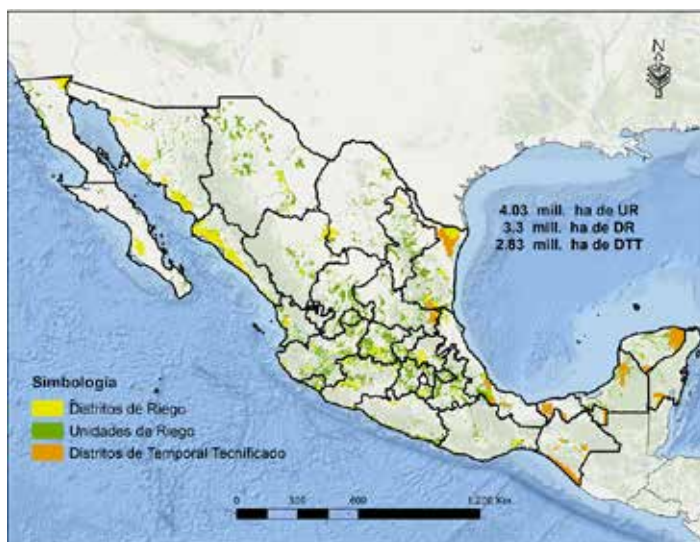 N
4.03 mill. ha de UR
3.3 mill. ha de DR
2.83 mill. ha de DTT
Simbología
Distritos de Riego
Unidades de Riego
Distritos de Temporal Tecnificado
0 300 600 1,200 Km